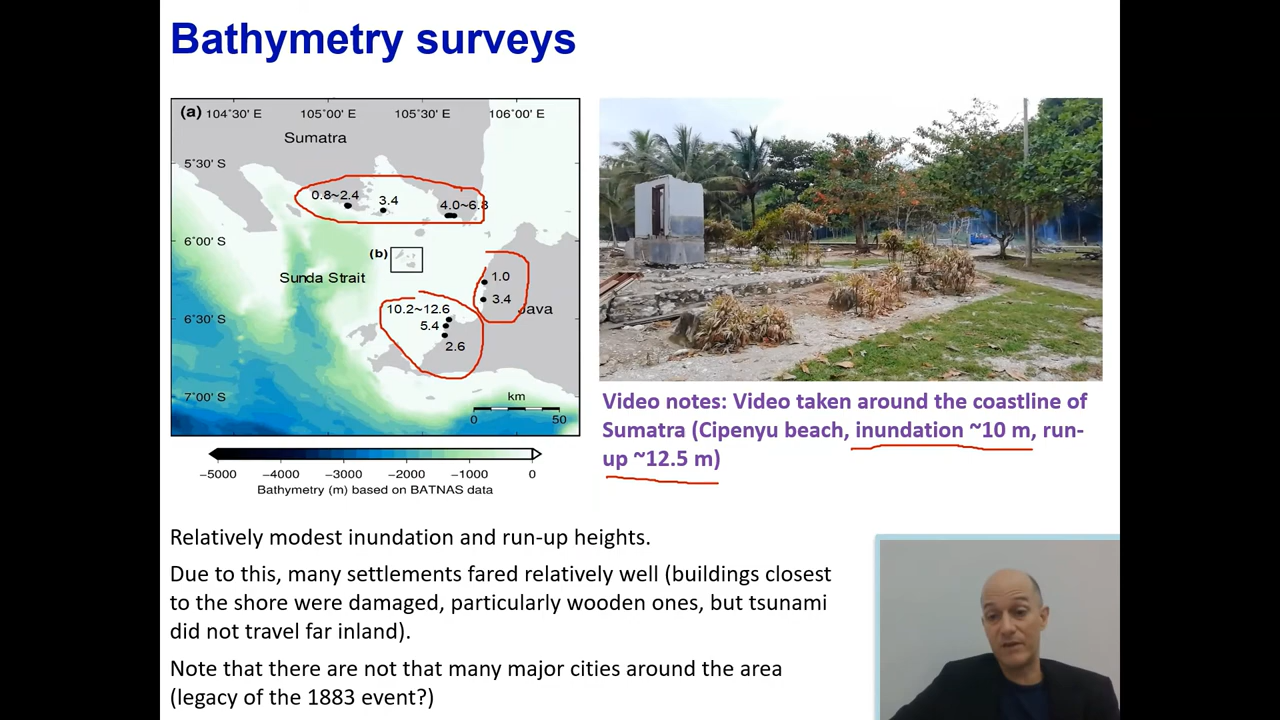 Bathymetry surveys
(a) 104˚30' E 105˚00' E 105˚30' E 106˚00' E
Sumatra
5˚30' S
0.8~2.4
3.4
4.0~6.8
6˚00' S
(b)
Sunda Strait
1.0
3.4
Java
10.2~12.6
6˚30' S
5.4
2.6
7˚00' S
km
0 50
−5000 −4000 −3000 −2000 −1000 0
Bathymetry (m) based on BATNAS data
Video notes: Video taken around the coastline of
Sumatra (Cipenyu beach, inundation ~10 m, run-
up ~12.5 m)
Relatively modest inundation and run-up heights.
Due to this, many settlements fared relatively well (buildings closest
to the shore were damaged, particularly wooden ones, but tsunami
did not travel far inland).
Note that there are not that many major cities around the area
(legacy of the 1883 event?)